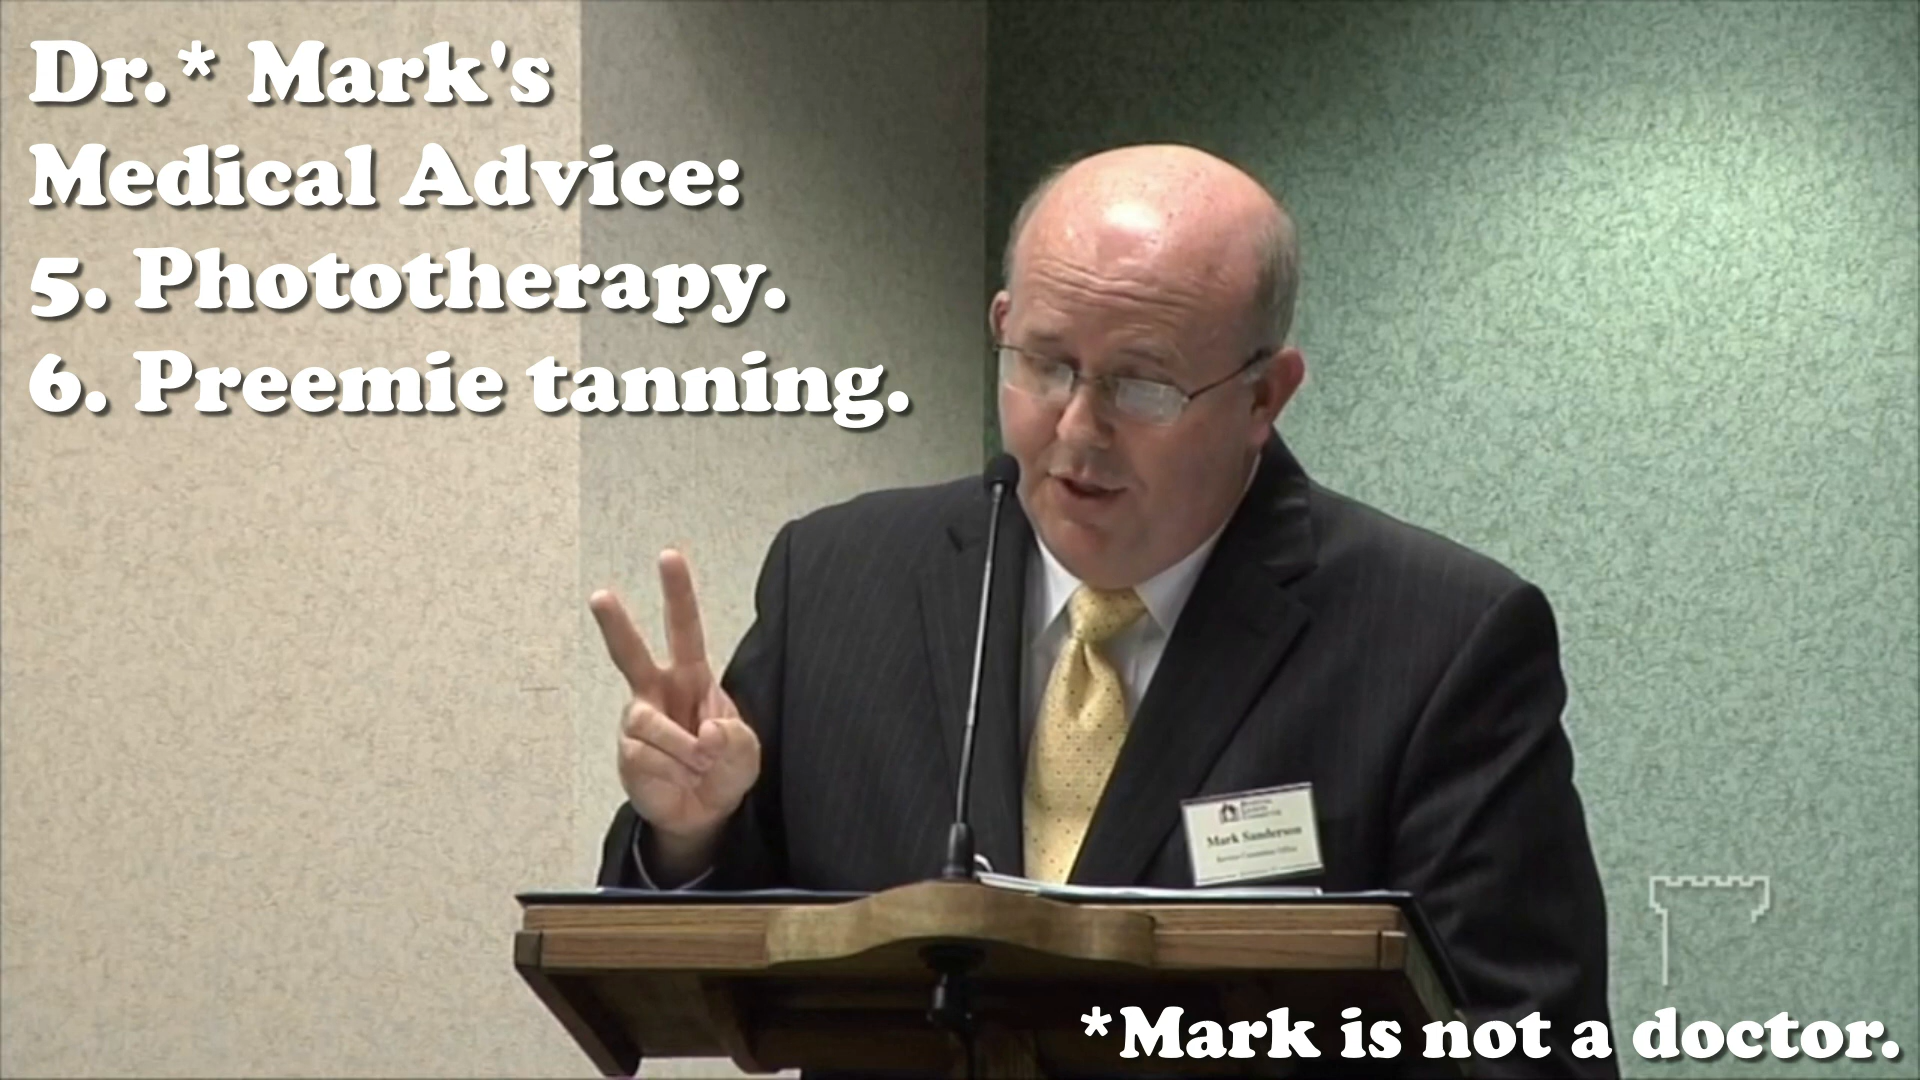 Dr.* Mark's
Medical Advice:
5. Phototherapy.
6. Preemie tanning.
Mark Sanderson
*Mark is not a doctor.